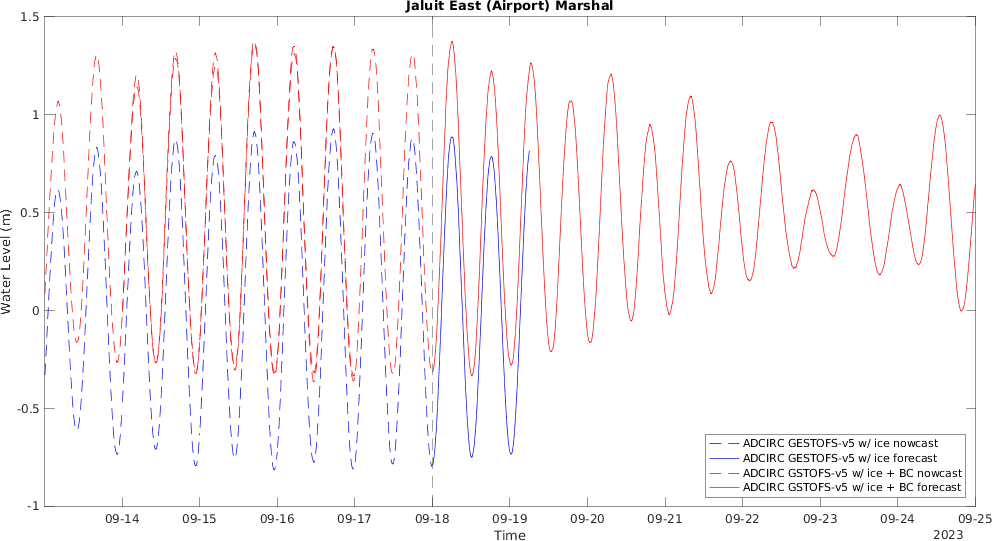 Jaluit East (Airport) Marshal
1.5
1
0.5
0
-0.5
-1
Water Level (m)
ADCIRC GESTOFS-v5 w/ ice nowcast
ADCIRC GESTOFS-v5 w/ ice forecast
ADCIRC GSTOFS-v5 w/ ice + BC nowcast
ADCIRC GSTOFS-v5 w/ ice + BC forecast
09-14 09-15 09-16 09-17 09-18 09-19 09-20 09-21 09-22 09-23 09-24 09-25
Time
2023